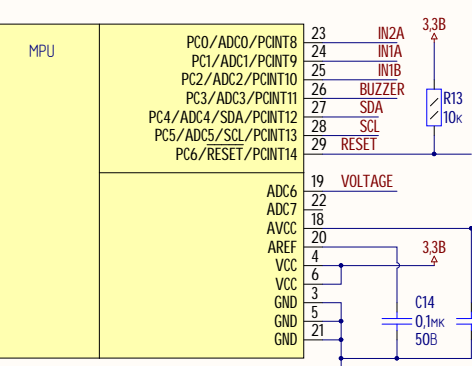 MPU
PC0/ADC0/PCINT8 23 IN2A
PC1/ADC1/PCINT9 24 IN1A
PC2/ADC2/PCINT10 25 IN1B
PC3/ADC3/PCINT11 26 BUZZER
PC4/ADC4/SDA/PCINT12 27 SDA
PC5/ADC5/SCL/PCINT13 28 SCL
PC6/RESET/PCINT14 29 RESET
3,3В
R13
10к
ADC6 19 VOLTAGE
ADC7 22
AVCC 18
AREF 20
VCC 4 3,3В
VCC 6
GND 3
GND 5
GND 21
C14
0,1мк
50В